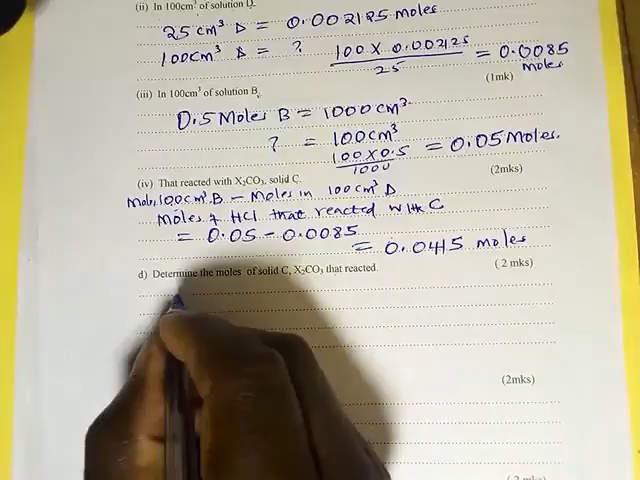 (ii) In 100cm³ of solution D.
25 cm³ D = 0.002125 moles
100cm³ D = ? 100 X 0.002125 / 25 = 0.0085 moles
(1mk)
(iii) In 100cm³ of solution B.
0.5 Moles B = 1000 cm³
? = 100cm³
100 X 0.5 / 1000 = 0.05 Moles.
(iv) That reacted with X₂CO₃, solid C. (2mks)
Moles, 100cm³ B - Moles in 100cm³ D
Moles of HCl that reacted with C
= 0.05 - 0.0085
= 0.0415 moles
d) Determine the moles of solid C, X₂CO₃ that reacted. ( 2 mks)
(2mks)